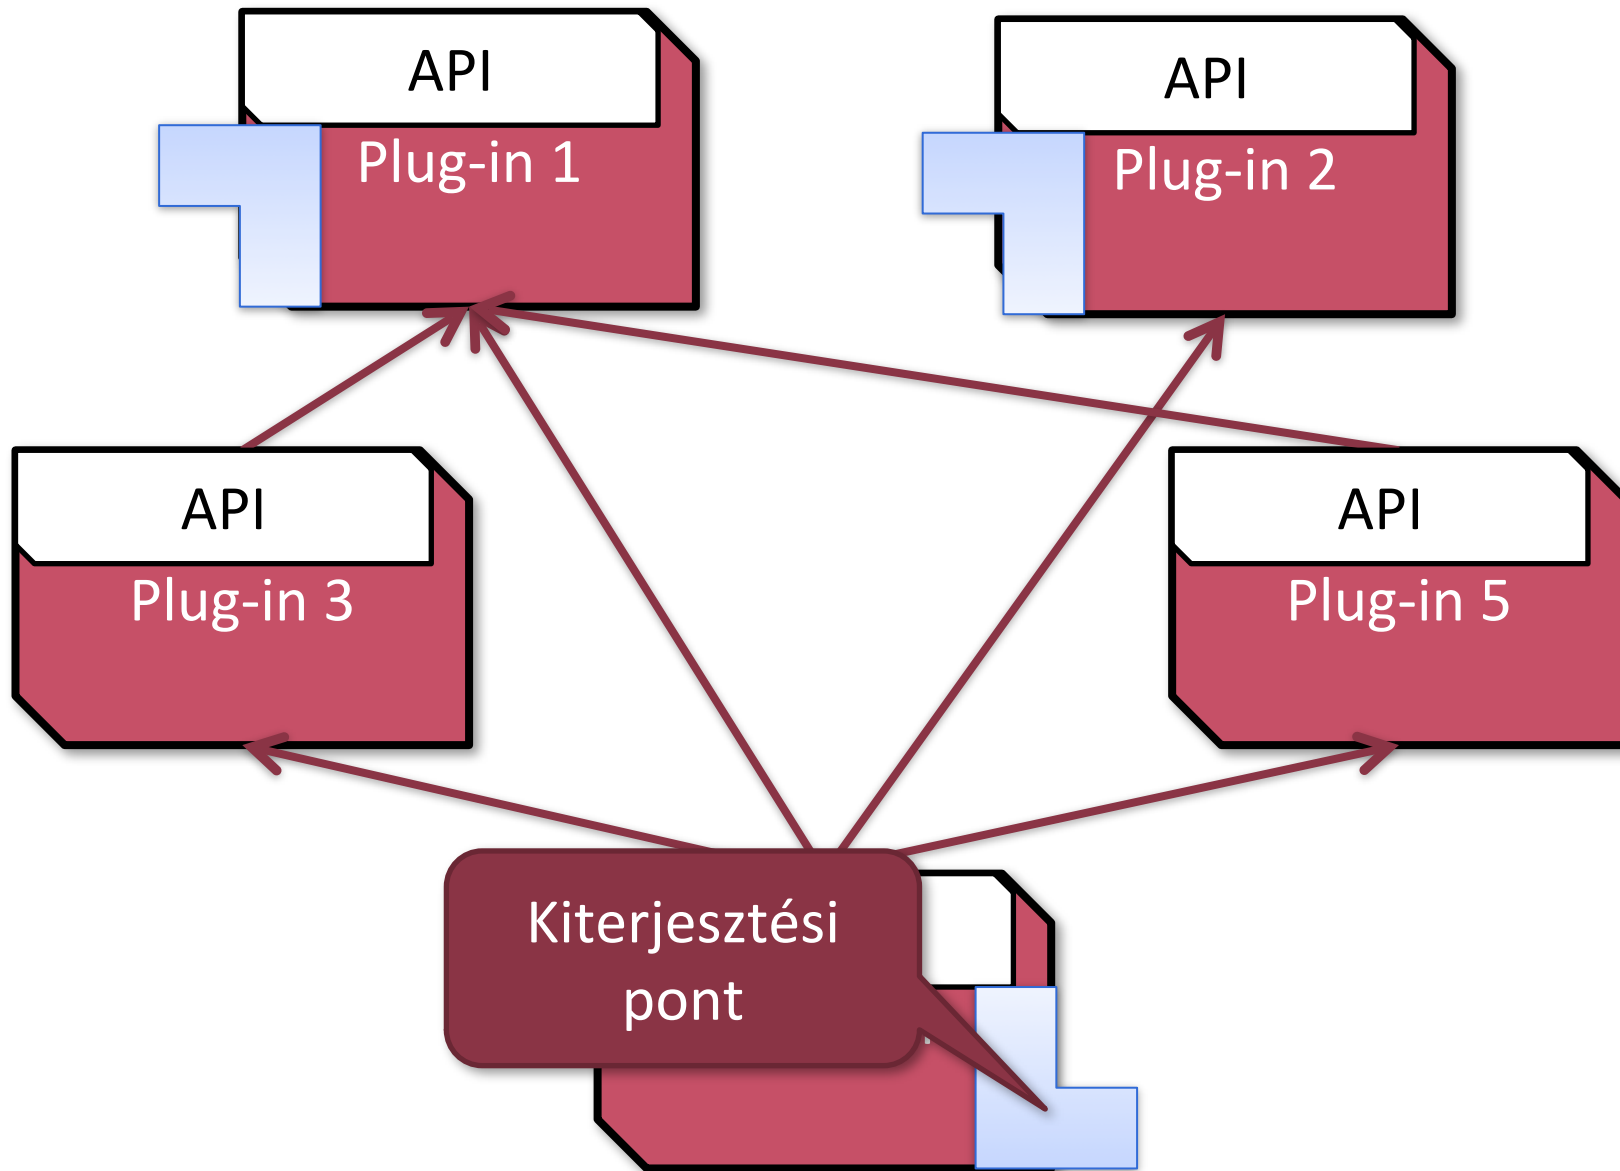 API
Plug-in 1
API
Plug-in 2
API
Plug-in 3
API
Plug-in 5
Kiterjesztési
pont